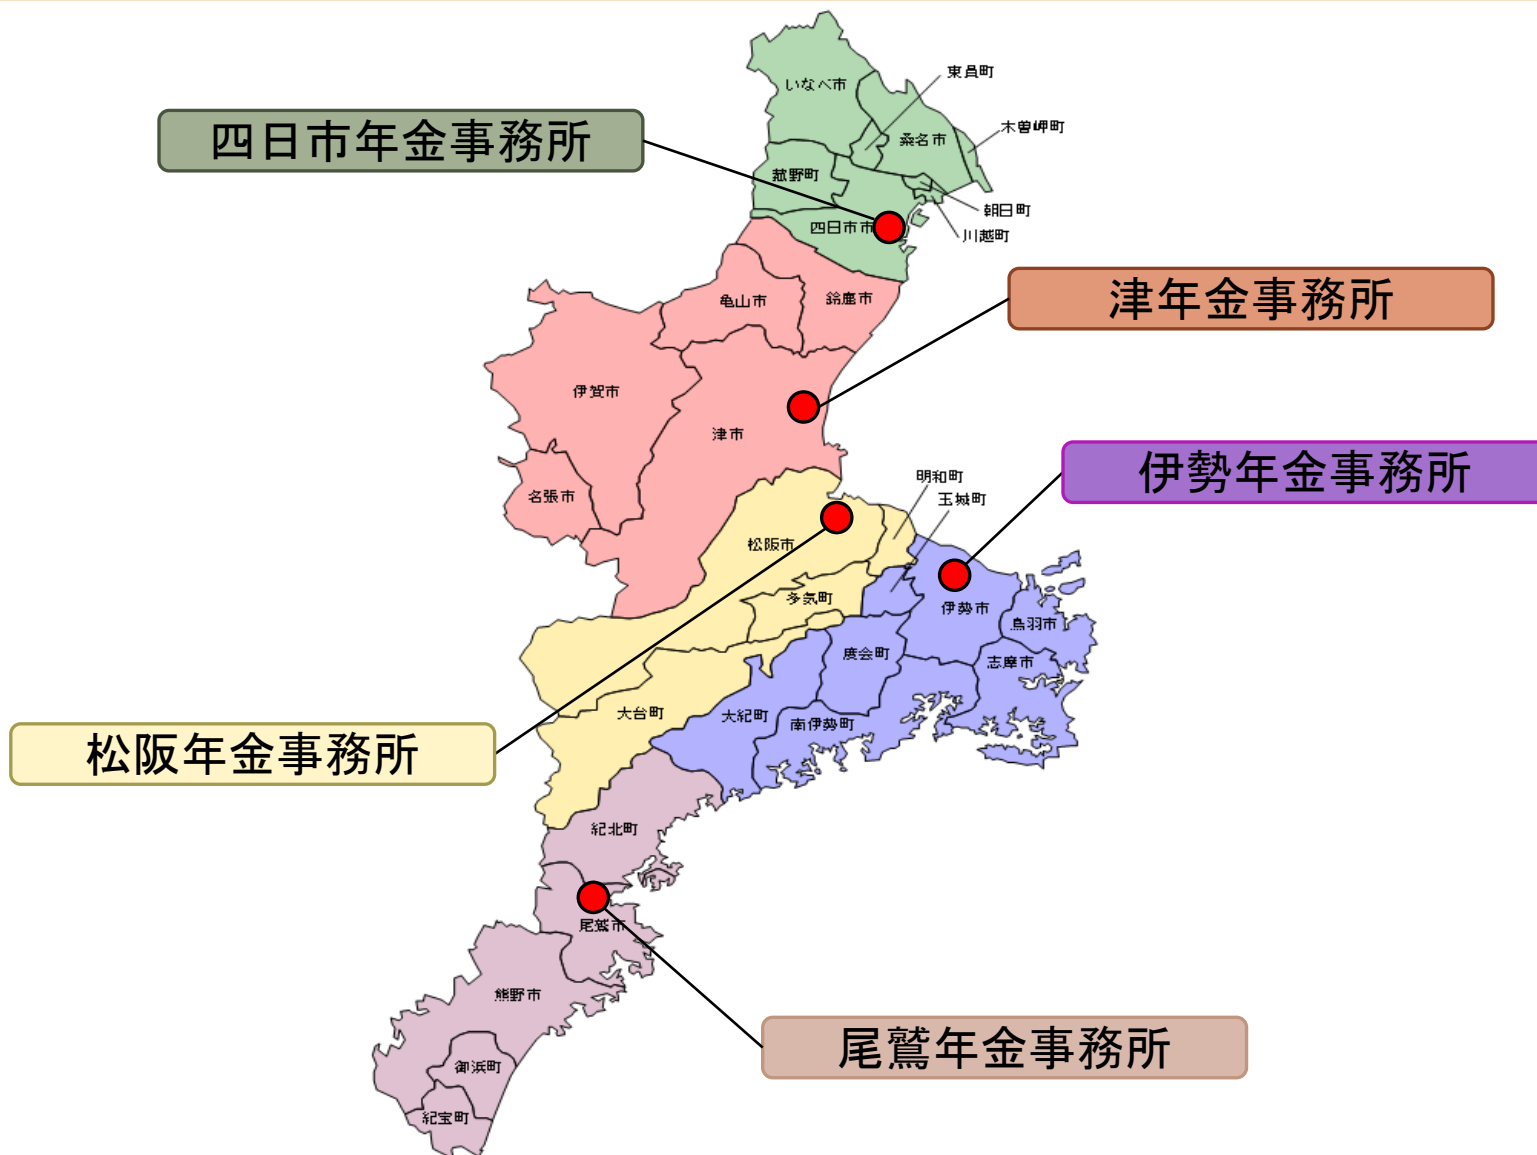 いなべ市
東員町
四日市年金事務所
木曽岬町
桑名市
菰野町
朝日町
四日市市
川越町
津年金事務所
亀山市
鈴鹿市
伊賀市
津市
伊勢年金事務所
明和町
玉城町
名張市
松阪市
多気町
伊勢市
鳥羽市
度会町
志摩市
大台町
大紀町
南伊勢町
松阪年金事務所
紀北町
尾鷲市
熊野市
尾鷲年金事務所
御浜町
紀宝町